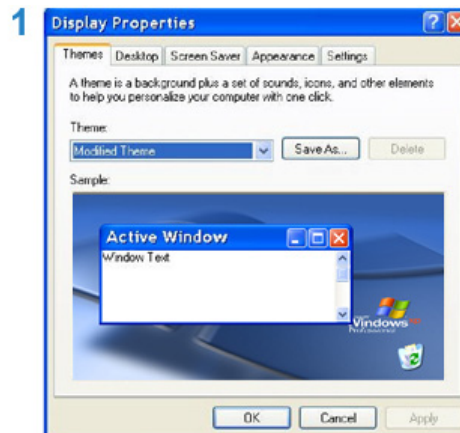 1
Display Properties
Themes Desktop Screen Saver Appearance Settings
A theme is a background plus a set of sounds, icons, and other elements
to help you personalize your computer with one click.
Theme:
Modified Theme Save As... Delete
Sample:
Active Window
Window Text
Windows
OK Cancel Apply